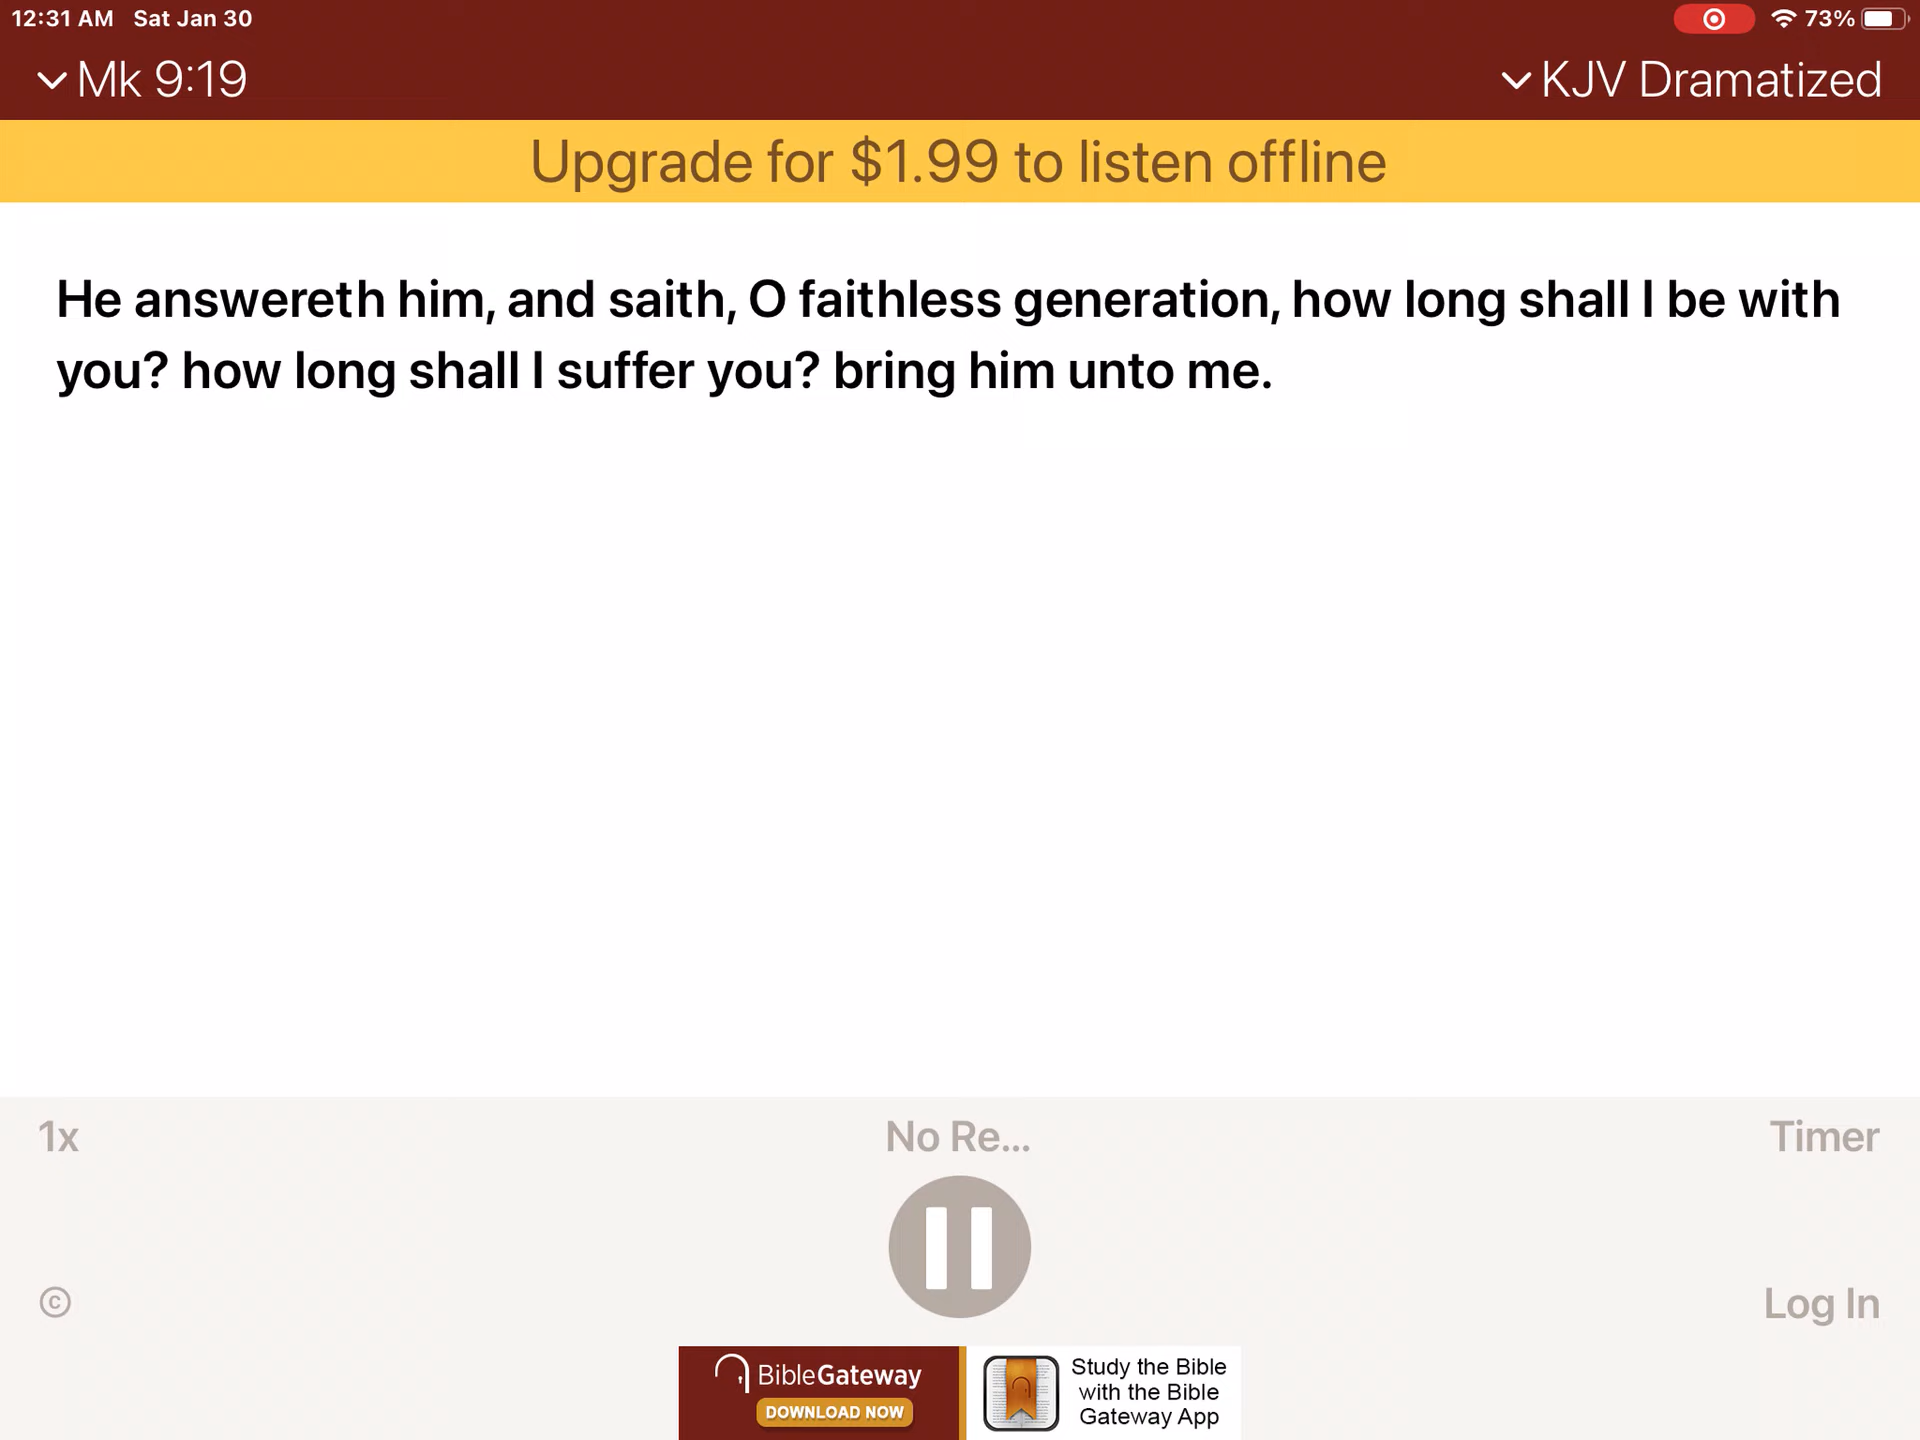 12:31 AM Sat Jan 30
73%
Mk 9:19
KJV Dramatized
Upgrade for $1.99 to listen offline
He answereth him, and saith, O faithless generation, how long shall I be with
you? how long shall I suffer you? bring him unto me.
1x
No Re...
Timer
©
Log In
BibleGateway
DOWNLOAD NOW
Study the Bible
with the Bible
Gateway App